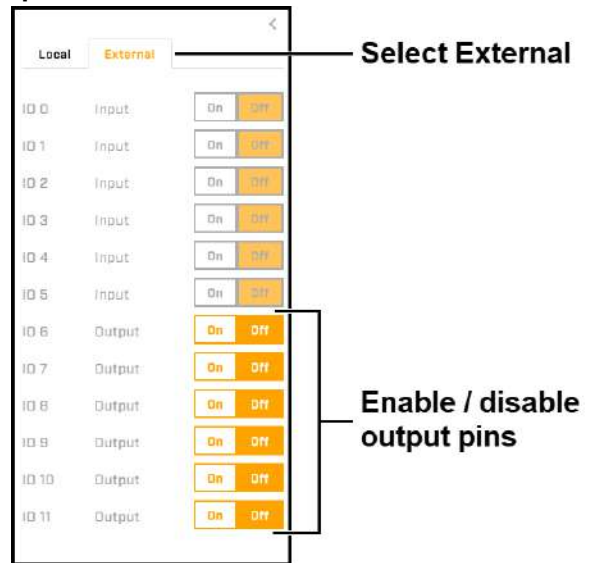 Local External
Select External
IO 0 Input On Off
IO 1 Input On Off
IO 2 Input On Off
IO 3 Input On Off
IO 4 Input On Off
IO 5 Input On Off
IO 6 Output On Off
IO 7 Output On Off
IO 8 Output On Off
IO 9 Output On Off
IO 10 Output On Off
IO 11 Output On Off
Enable / disable
output pins